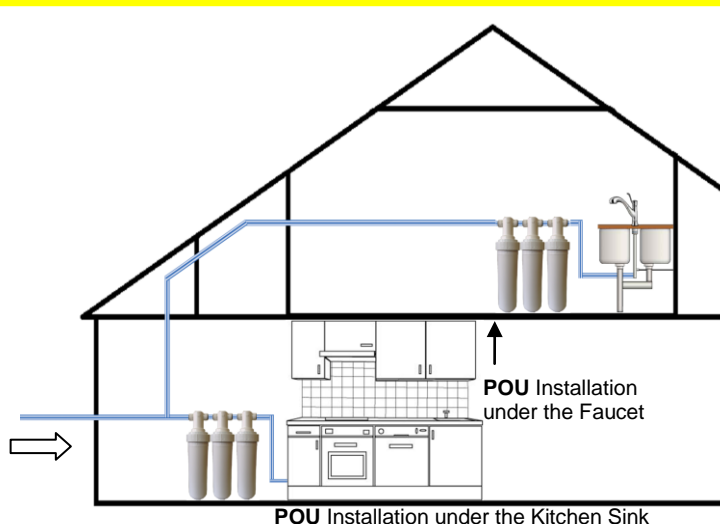 POU Installation
under the Faucet
POU Installation under the Kitchen Sink